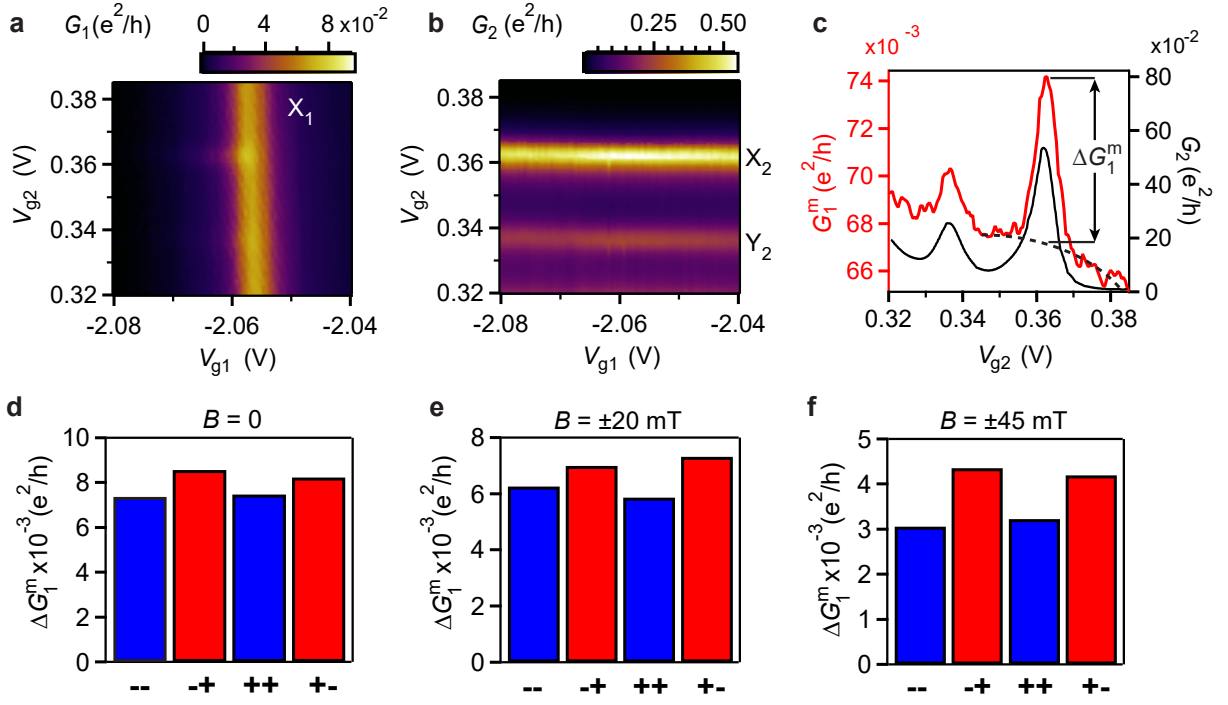 a
G₁(e²/h)
0 4 8 x10⁻²
X₁
0.38
0.36
0.34
0.32
V_g2 (V)
-2.08 -2.06 -2.04
V_g1 (V)
b
G₂ (e²/h)
0.25 0.50
0.38
0.36
0.34
0.32
V_g2 (V)
X₂
Y₂
-2.08 -2.06 -2.04
V_g1 (V)
c
x10⁻³
x10⁻²
74
72
70
68
66
G₁ᵐ (e²/h)
ΔG₁ᵐ
80
60
40
20
0
G₂ (e²/h)
0.32 0.34 0.36 0.38
V_g2 (V)
d
B = 0
10
8
6
4
2
0
ΔG₁ᵐ x10⁻³ (e²/h)
-- -+ ++ +-
e
B = ±20 mT
8
6
4
2
0
ΔG₁ᵐ x10⁻³ (e²/h)
-- -+ ++ +-
f
B = ±45 mT
5
4
3
2
1
0
ΔG₁ᵐ x10⁻³ (e²/h)
-- -+ ++ +-